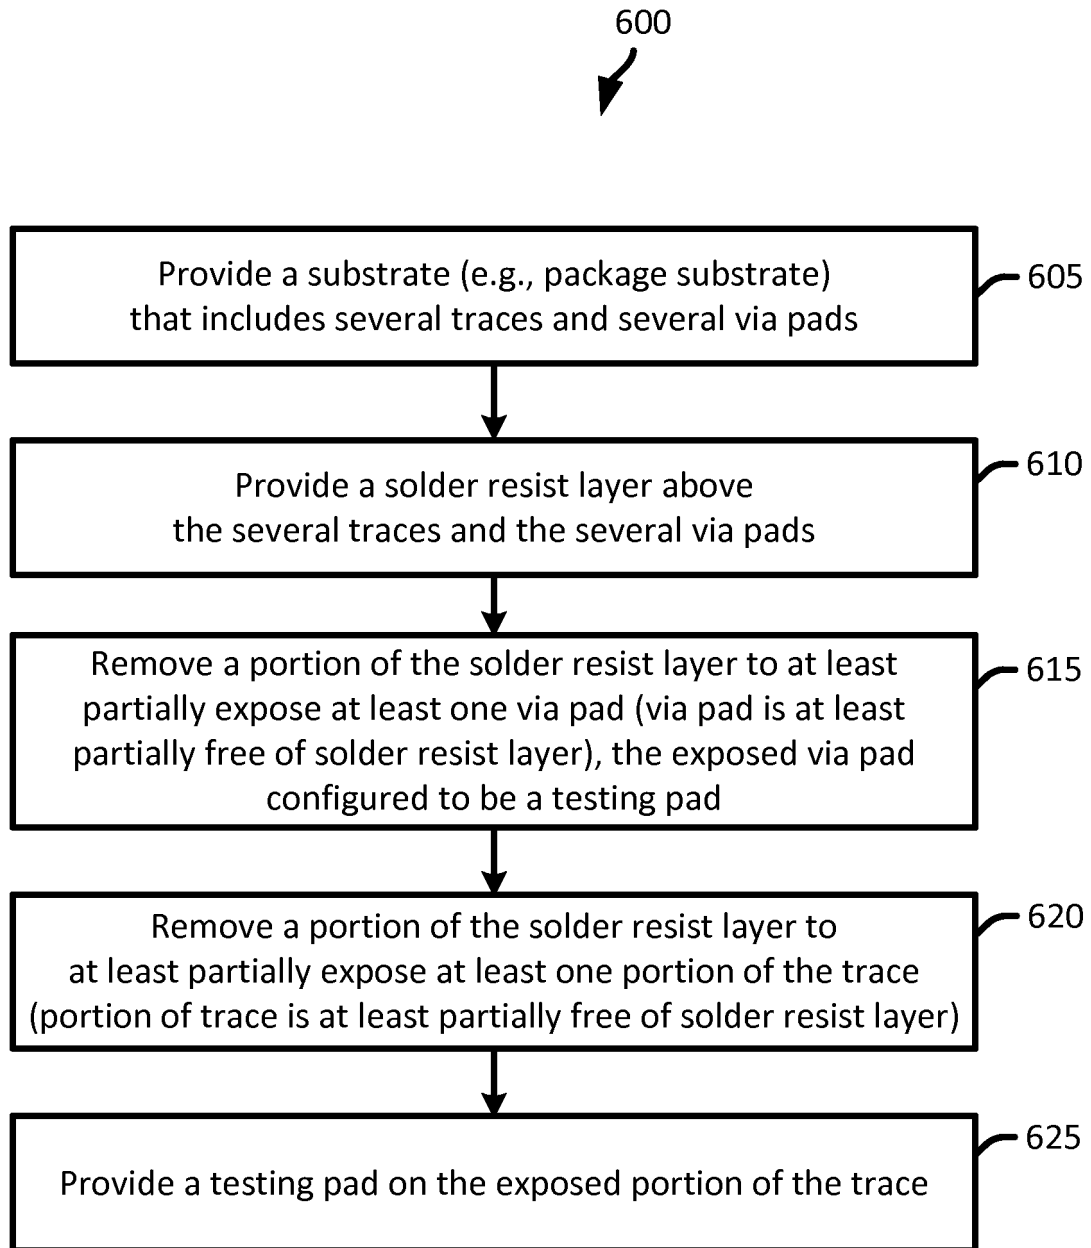 600
Provide a substrate (e.g., package substrate)
that includes several traces and several via pads
605
Provide a solder resist layer above
the several traces and the several via pads
610
Remove a portion of the solder resist layer to at least
partially expose at least one via pad (via pad is at least
partially free of solder resist layer), the exposed via pad
configured to be a testing pad
615
Remove a portion of the solder resist layer to
at least partially expose at least one portion of the trace
(portion of trace is at least partially free of solder resist layer)
620
Provide a testing pad on the exposed portion of the trace
625